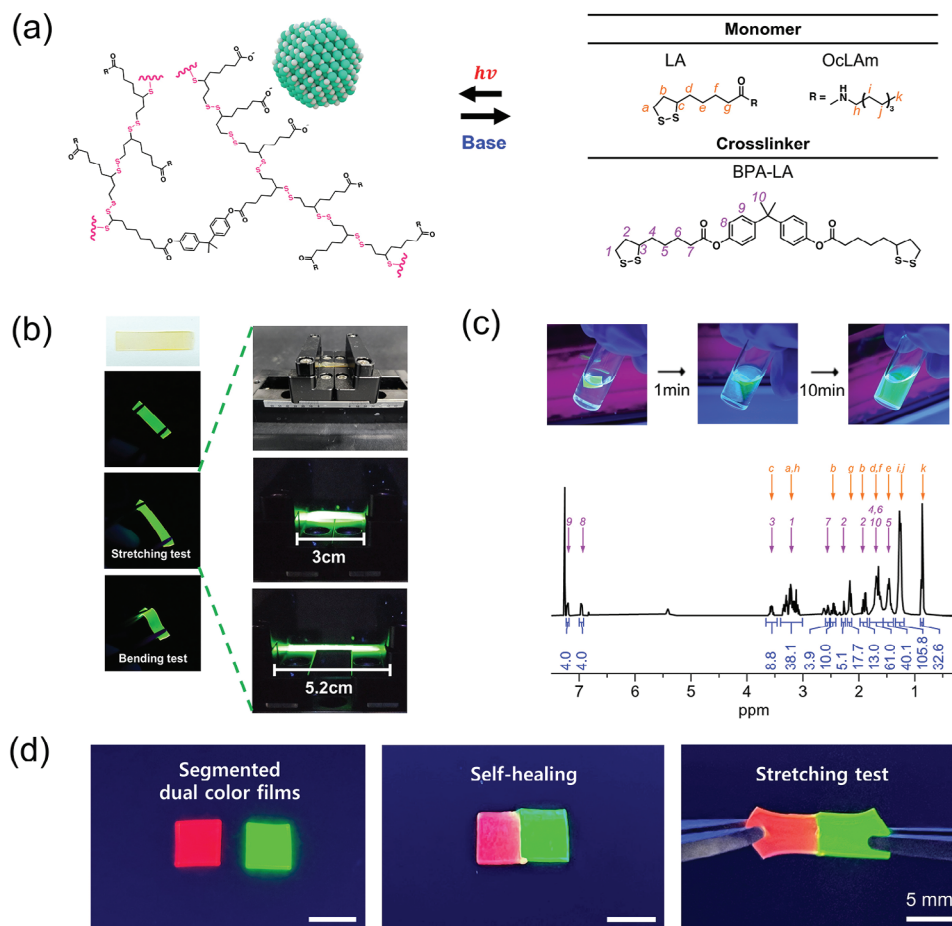 (a)
hν
Base
Monomer
LA
OcLAm
R =
H
N
h
i
j
3
k
a
b
c
d
e
f
g
O
R
S-S
Crosslinker
BPA-LA
1
2
3
4
5
6
7
8
9
10
O
O
O
O
S-S
S-S
(b)
Stretching test
Bending test
3cm
5.2cm
(c)
1min
10min
c a,h b g b d,f e i,j k
4,6
9 8 3 1 7 2 2 10 5
4.0 4.0 8.8 38.1 3.9 10.0 5.1 17.7 13.0 61.0 40.1 105.8 32.6
7 6 5 4 3 2 1
ppm
(d)
Segmented
dual color films
Self-healing
Stretching test
5 mm